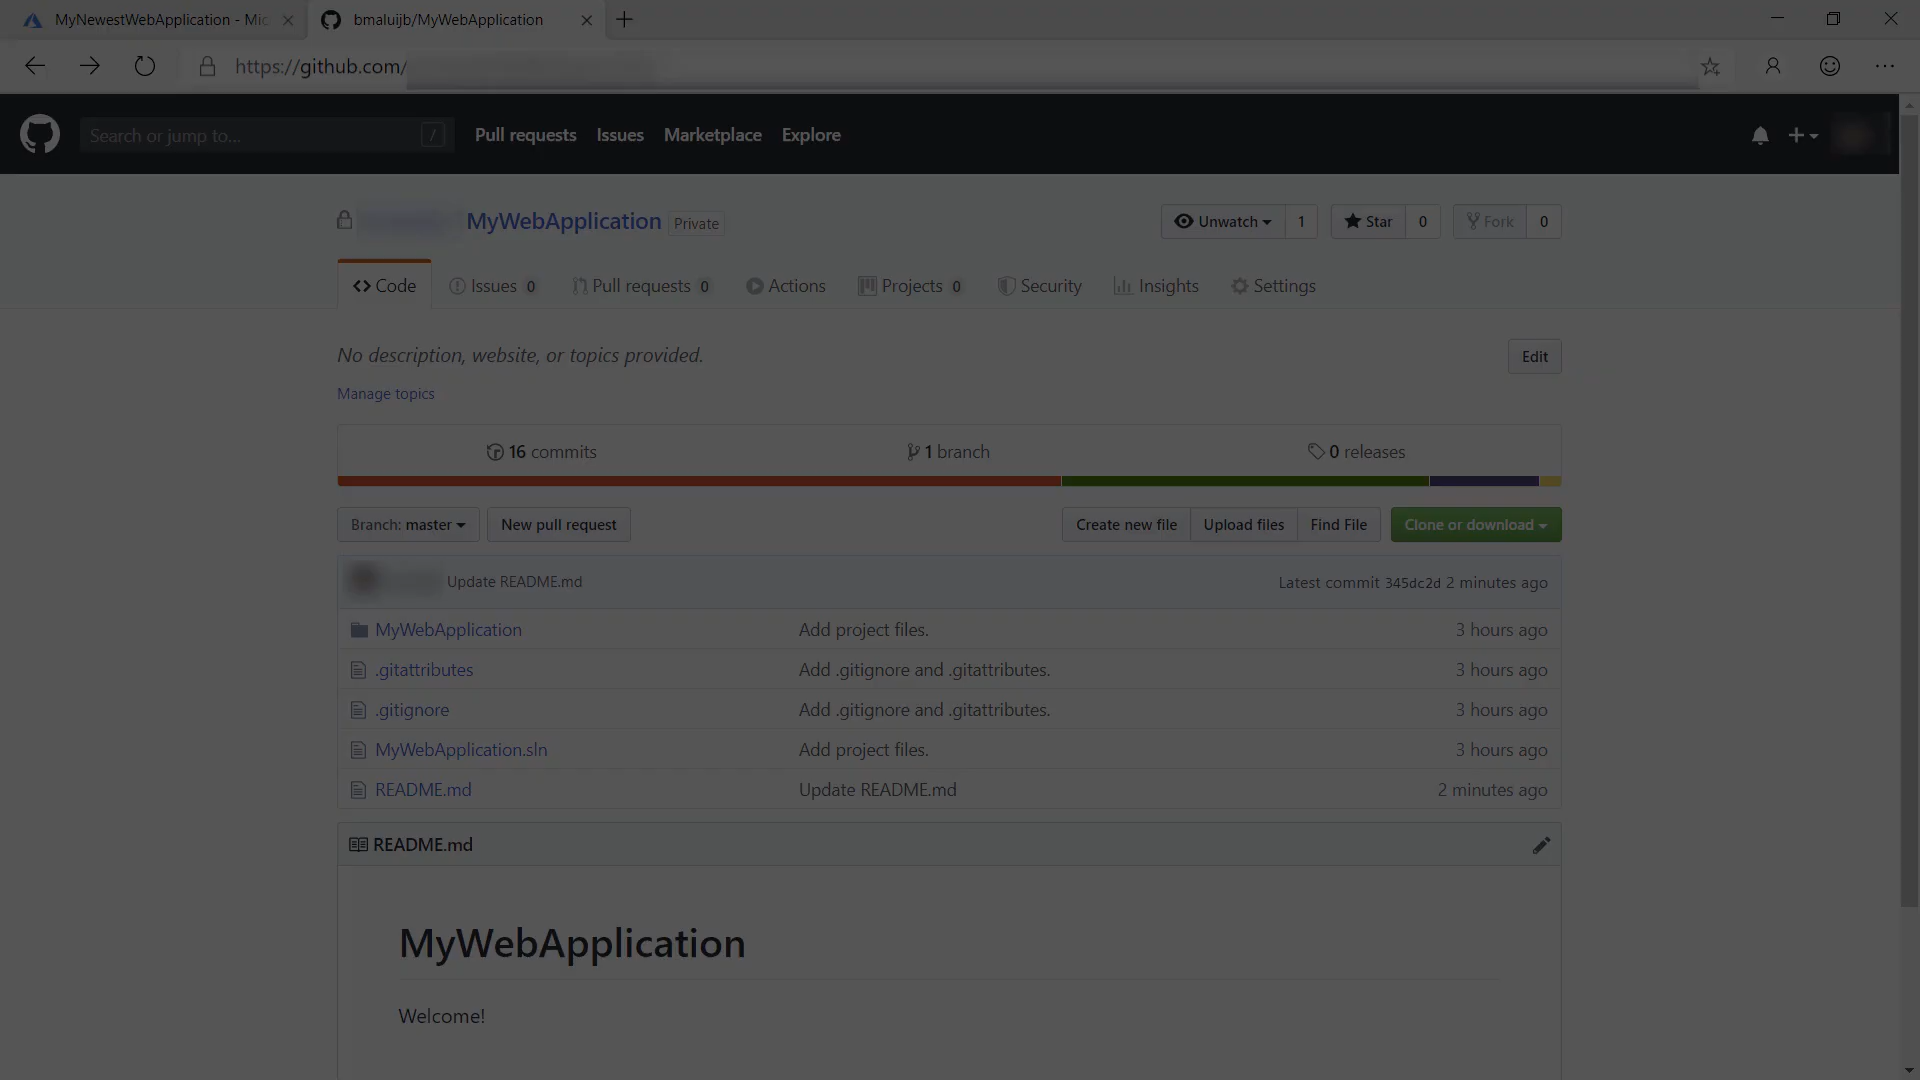 MyNewestWebApplication - Mic
bmaluijb/MyWebApplication
https://github.com/
Search or jump to...
/
Pull requests
Issues
Marketplace
Explore
MyWebApplication
Private
Unwatch
1
Star
0
Fork
0
Code
Issues 0
Pull requests 0
Actions
Projects 0
Security
Insights
Settings
No description, website, or topics provided.
Edit
Manage topics
16 commits
1 branch
0 releases
Branch: master
New pull request
Create new file
Upload files
Find File
Clone or download
Update README.md
Latest commit 345dc2d 2 minutes ago
MyWebApplication
Add project files.
3 hours ago
.gitattributes
Add .gitignore and .gitattributes.
3 hours ago
.gitignore
Add .gitignore and .gitattributes.
3 hours ago
MyWebApplication.sln
Add project files.
3 hours ago
README.md
Update README.md
2 minutes ago
README.md
MyWebApplication
Welcome!